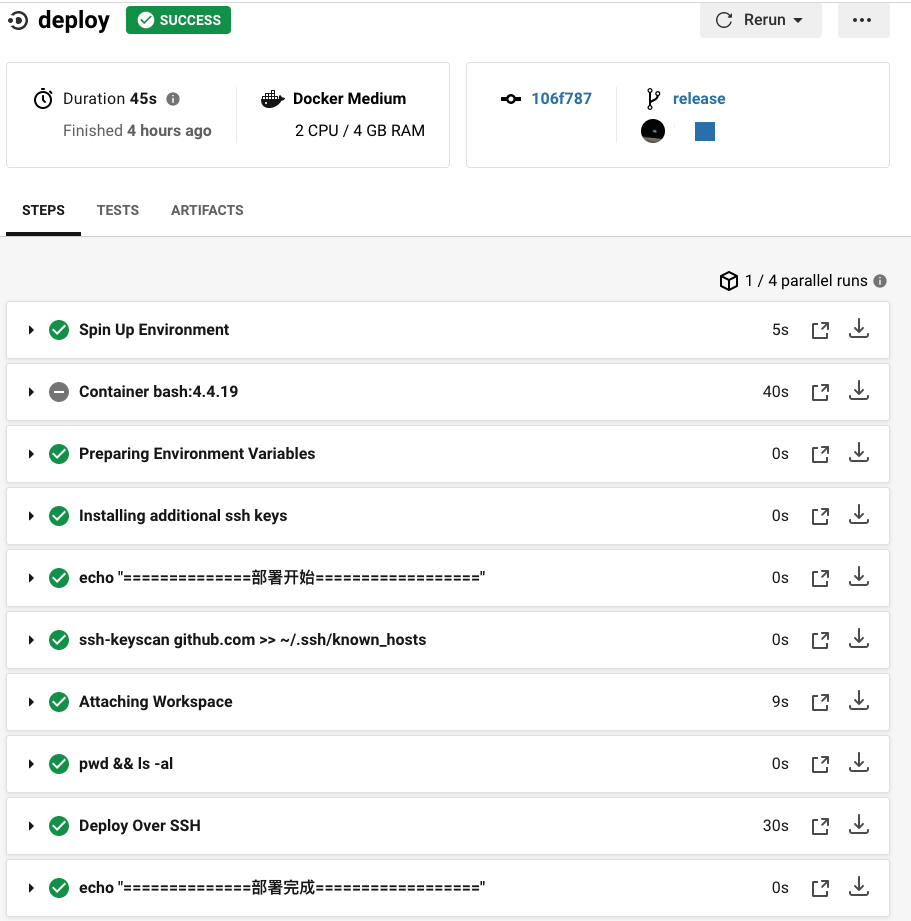 deploy SUCCESS Rerun
Duration 45s Docker Medium 106f787 release
Finished 4 hours ago 2 CPU / 4 GB RAM
STEPS TESTS ARTIFACTS
1 / 4 parallel runs
Spin Up Environment 5s
Container bash:4.4.19 40s
Preparing Environment Variables 0s
Installing additional ssh keys 0s
echo "==============部署开始==================" 0s
ssh-keyscan github.com >> ~/.ssh/known_hosts 0s
Attaching Workspace 9s
pwd && ls -al 0s
Deploy Over SSH 30s
echo "==============部署完成==================" 0s